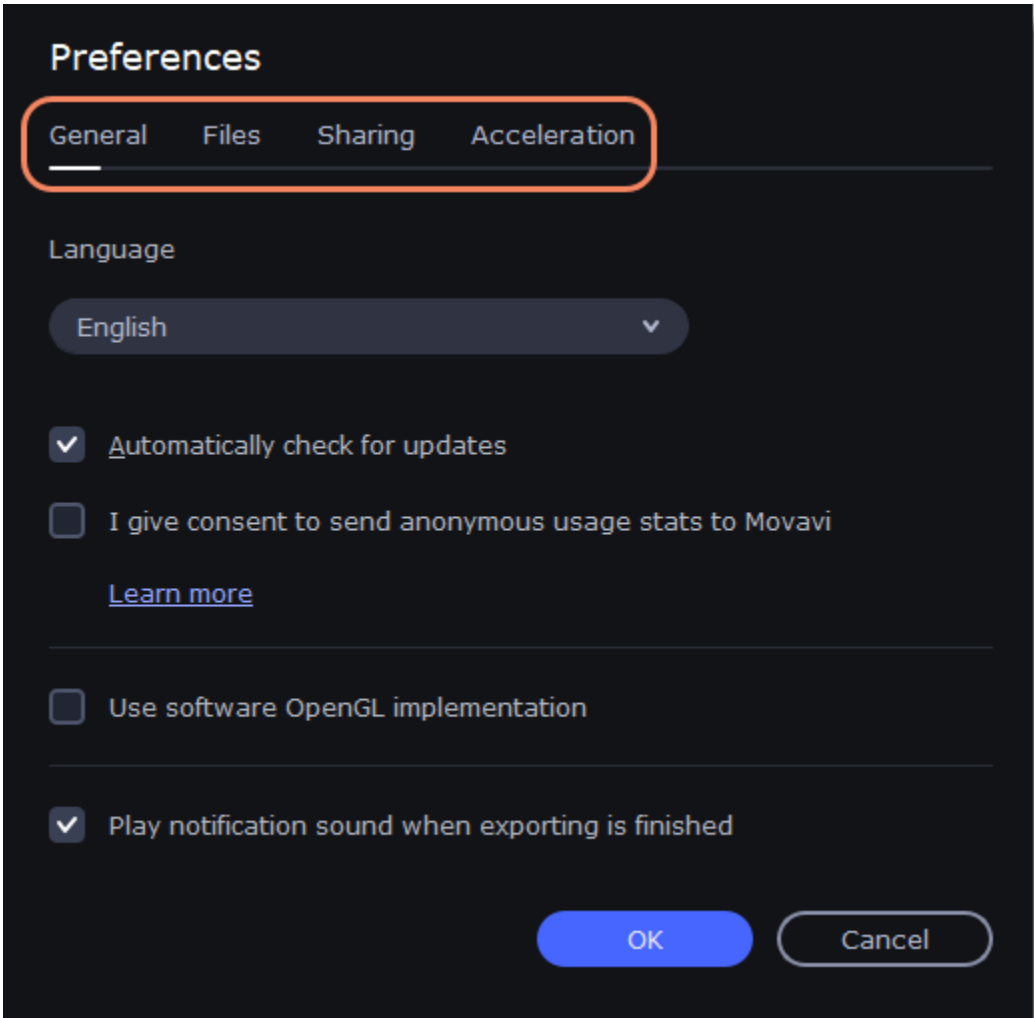 Preferences
General Files Sharing Acceleration
Language
English
Automatically check for updates
I give consent to send anonymous usage stats to Movavi
Learn more
Use software OpenGL implementation
Play notification sound when exporting is finished
OK Cancel